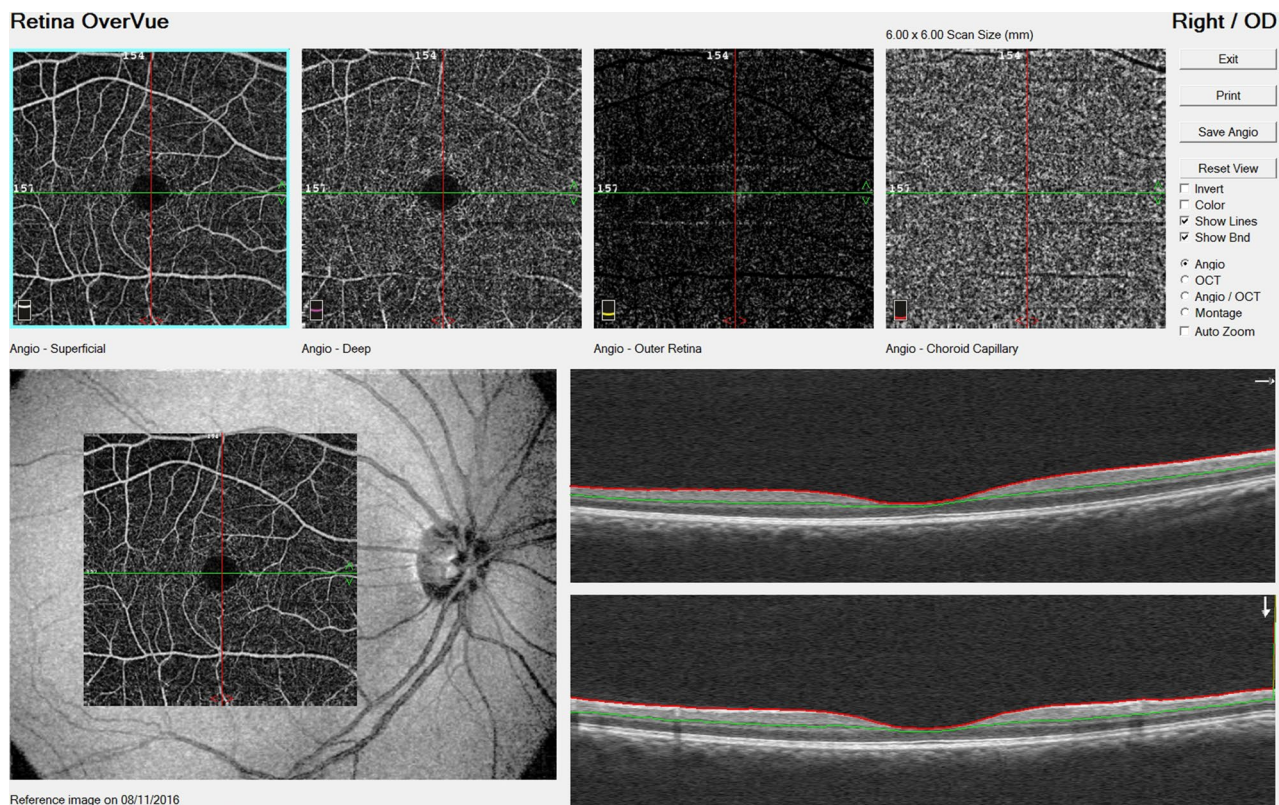 Retina OverVue
Right / OD
6.00 x 6.00 Scan Size (mm)
154
154
154
154
157
157
157
157
Angio - Superficial
Angio - Deep
Angio - Outer Retina
Angio - Choroid Capillary
Exit
Print
Save Angio
Reset View
Invert
Color
Show Lines
Show Bnd
Angio
OCT
Angio / OCT
Montage
Auto Zoom
Reference image on 08/11/2016